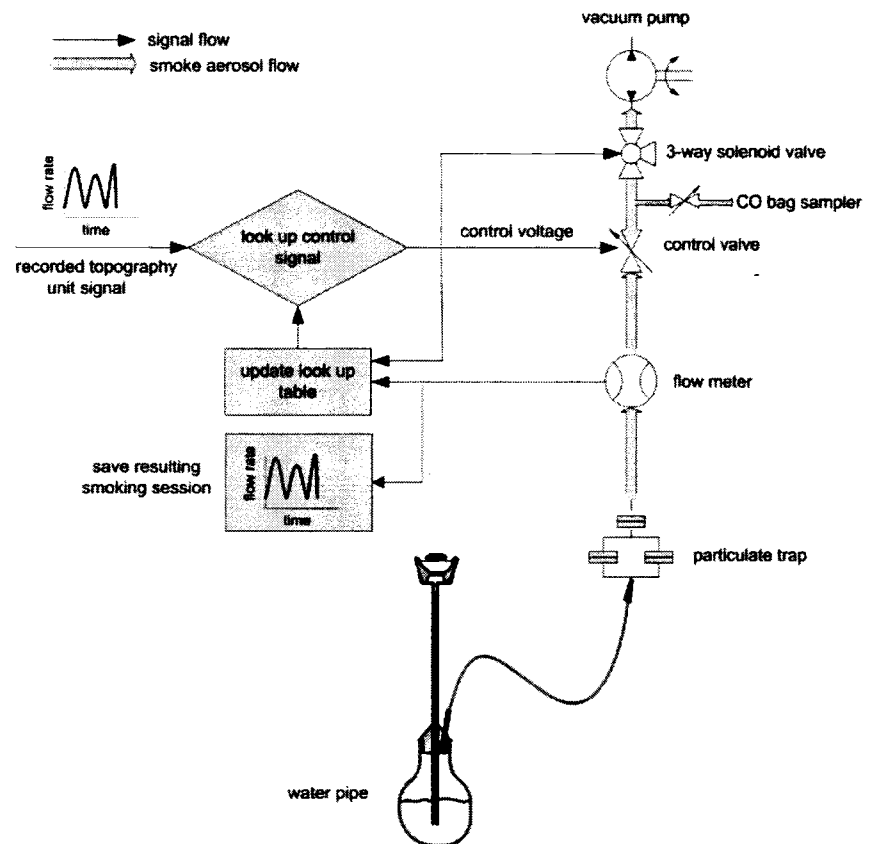 vacuum pump
signal flow
smoke aerosol flow
3-way solenoid valve
flow rate
time
CO bag sampler
look up control
signal
control voltage
control valve
recorded topography
unit signal
update look up
table
flow meter
save resulting
smoking session
flow rate
time
particulate trap
water pipe